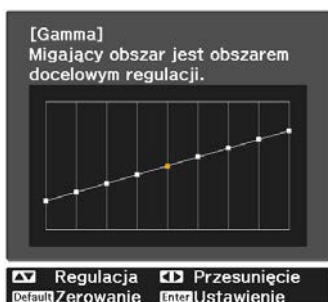 [Gamma]
Migający obszar jest obszarem
docelowym regulacji.
Regulacja Przesunięcie
Default Zerowanie Enter Ustawienie